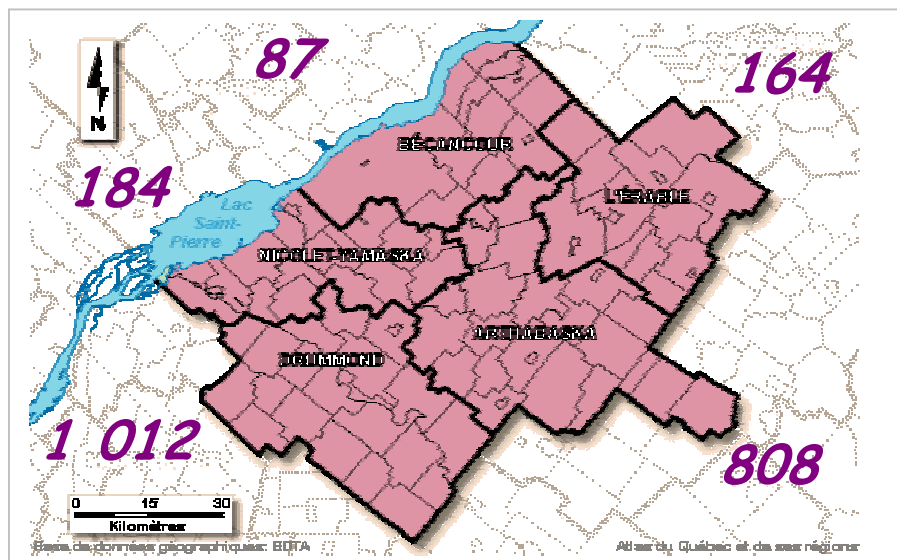 87
164
N
BÉCANCOUR
184
L'ÉRABLE
Lac
Saint-
Pierre
NICOLET-YAMASKA
ARTHABASKA
DRUMMOND
1 012
808
0 15 30
Kilomètres
Base de données géographiques: BDTA
Atlas du Québec et de ses régions